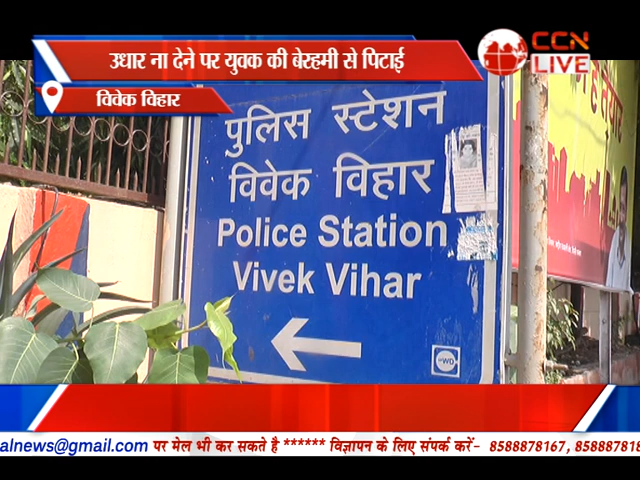 उधार ना देने पर युवक की बेरहमी से पिटाई
CCN
LIVE
विवेक विहार
पुलिस स्टेशन
विवेक विहार
Police Station
Vivek Vihar
PWD
alnews@gmail.com पर मेल भी कर सकते है ****** विज्ञापन के लिए संपर्क करें- 8588878167, 858887818